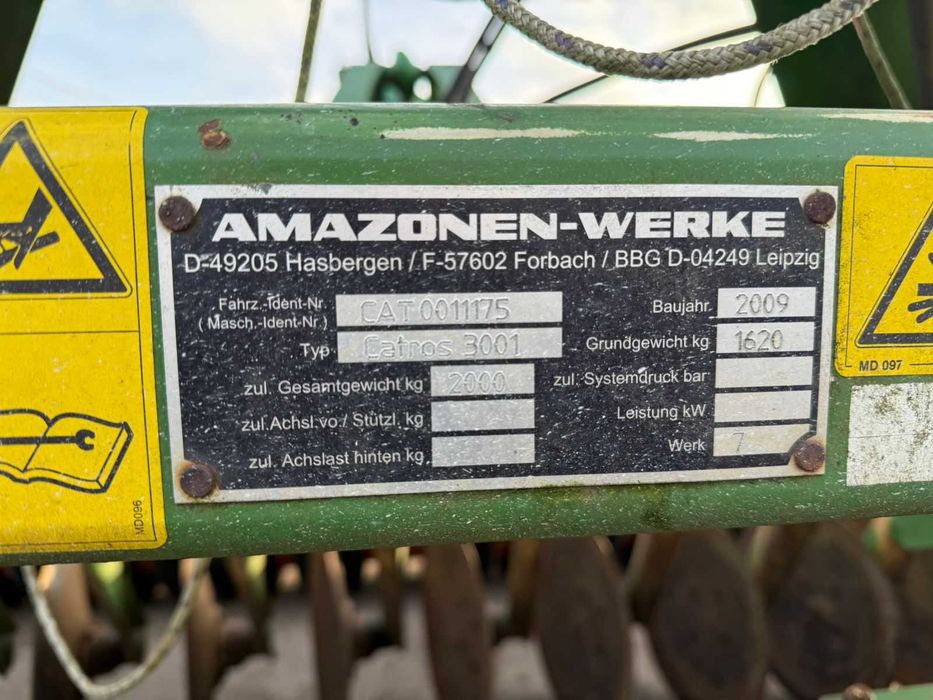 AMAZONEN-WERKE
D-49205 Hasbergen / F-57602 Forbach / BBG D-04249 Leipzig
Fahrz.-Ident-Nr.
(Masch.-Ident-Nr.) CAT0011175
Typ Catros 3001
zul. Gesamtgewicht kg 2000
zul. Achsl.vo./ Stützl. kg
zul. Achslast hinten kg
Baujahr 2009
Grundgewicht kg 1620
zul. Systemdruck bar
Leistung kW
Werk 7
MD096
MD 097